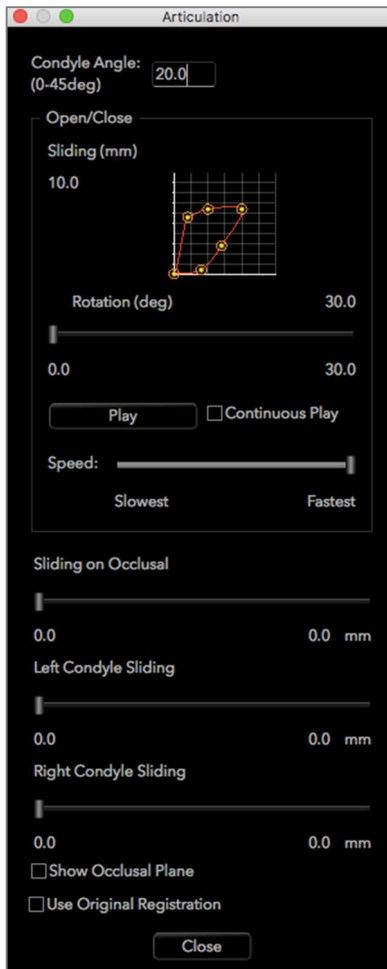 Articulation
Condyle Angle:
(0-45deg)
20.0
Open/Close
Sliding (mm)
10.0
Rotation (deg) 30.0
0.0 30.0
Play Continuous Play
Speed:
Slowest Fastest
Sliding on Occlusal
0.0 0.0 mm
Left Condyle Sliding
0.0 0.0 mm
Right Condyle Sliding
0.0 0.0 mm
Show Occlusal Plane
Use Original Registration
Close